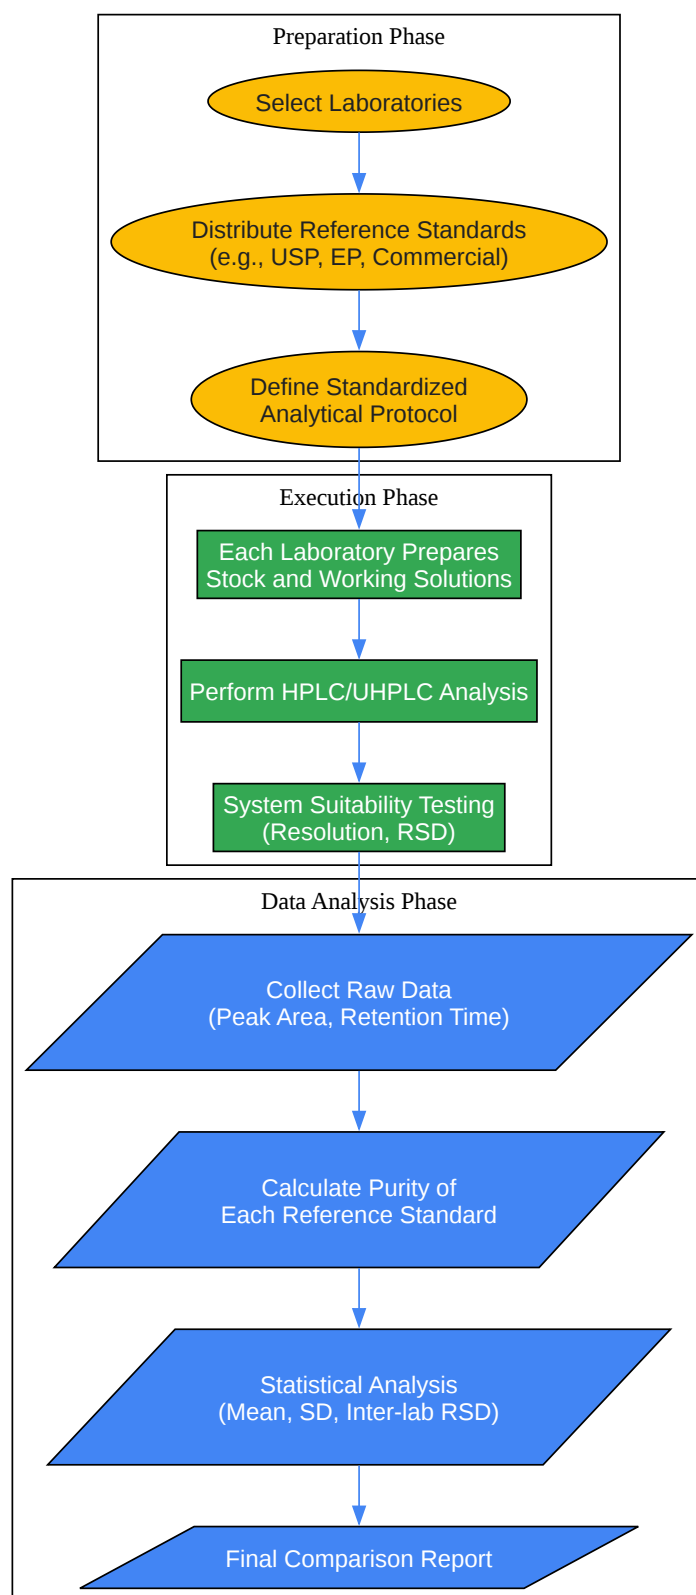 Preparation Phase
Select Laboratories
Distribute Reference Standards
(e.g., USP, EP, Commercial)
Define Standardized
Analytical Protocol
Execution Phase
Each Laboratory Prepares
Stock and Working Solutions
Perform HPLC/UHPLC Analysis
System Suitability Testing
(Resolution, RSD)
Data Analysis Phase
Collect Raw Data
(Peak Area, Retention Time)
Calculate Purity of
Each Reference Standard
Statistical Analysis
(Mean, SD, Inter-lab RSD)
Final Comparison Report